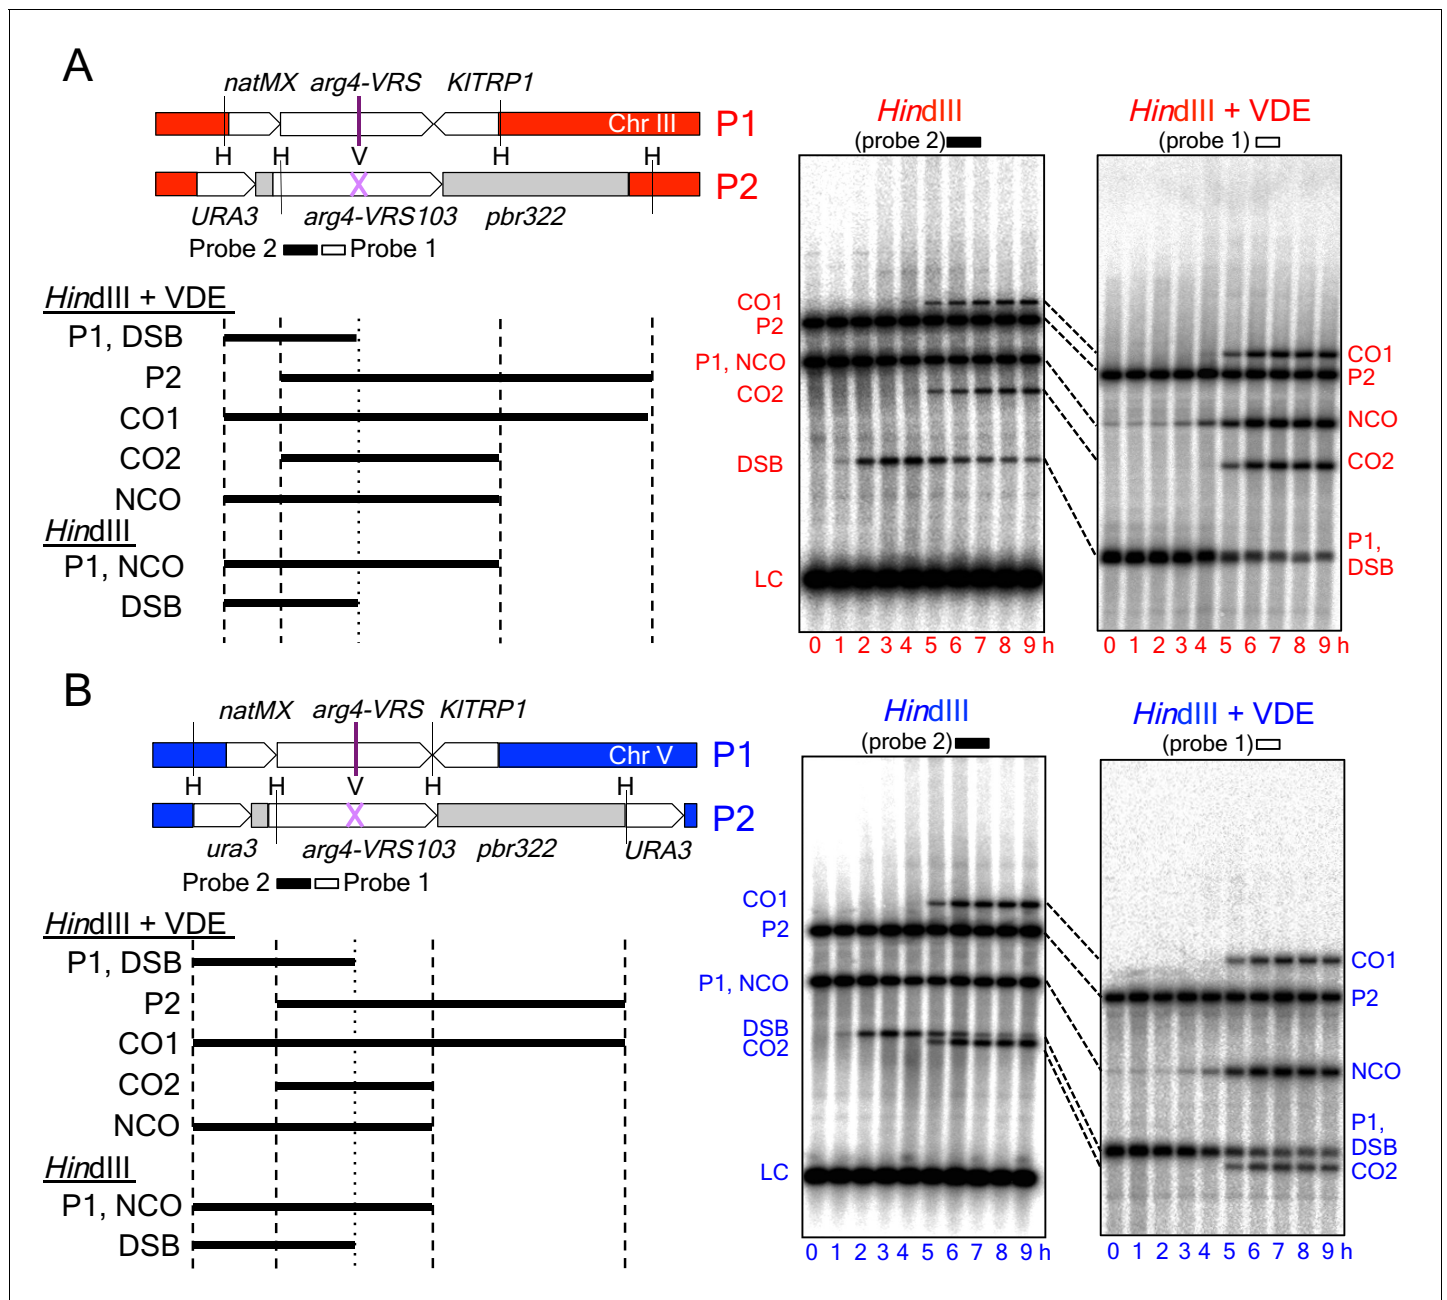 A
natMX arg4-VRS KlTRP1
Chr III P1
H H V H H
X P2
URA3 arg4-VRS103 pbr322
Probe 2 Probe 1
HindIII + VDE
P1, DSB
P2
CO1
CO2
NCO
HindIII
P1, NCO
DSB
HindIII
(probe 2)
CO1
P2
P1, NCO
CO2
DSB
LC
0 1 2 3 4 5 6 7 8 9 h
HindIII + VDE
(probe 1)
CO1
P2
NCO
CO2
P1,
DSB
0 1 2 3 4 5 6 7 8 9 h
B
natMX arg4-VRS KlTRP1
Chr V P1
H H V H H
X P2
ura3 arg4-VRS103 pbr322 URA3
Probe 2 Probe 1
HindIII + VDE
P1, DSB
P2
CO1
CO2
NCO
HindIII
P1, NCO
DSB
HindIII
(probe 2)
CO1
P2
P1, NCO
DSB
CO2
LC
0 1 2 3 4 5 6 7 8 9 h
HindIII + VDE
(probe 1)
CO1
P2
NCO
P1,
DSB
CO2
0 1 2 3 4 5 6 7 8 9 h